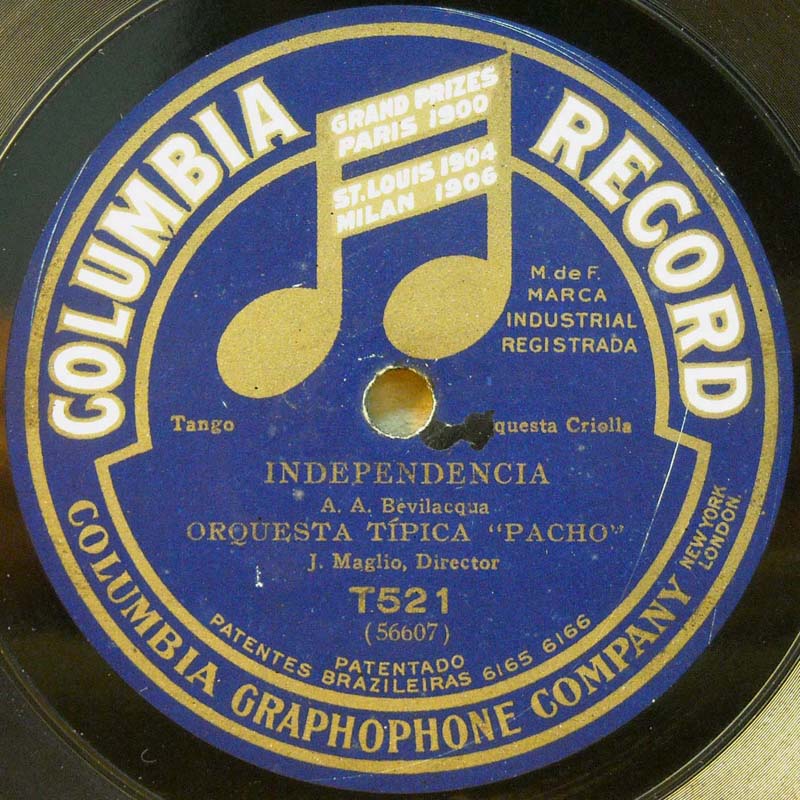 COLUMBIA RECORD
GRAND PRIZES
PARIS 1900
ST. LOUIS 1904
MILAN 1906
M. de F.
MARCA
INDUSTRIAL
REGISTRADA
Tango
Criolla
INDEPENDENCIA
A. A. Bevilacqua
ORQUESTA TÍPICA "PACHO"
J. Maglio, Director
T521
(56607)
PATENTADO
PATENTES BRAZILEIRAS 6165 6166
COLUMBIA GRAPHOPHONE COMPANY
NEW YORK
LONDON.